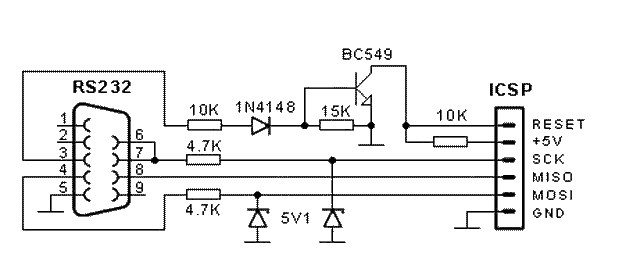 BC549
RS232
ICSP
10K
1N4148
15K
10K
1
2
3
4
5
6
7
8
9
4.7K
4.7K
5V1
RESET
+5V
SCK
MISO
MOSI
GND